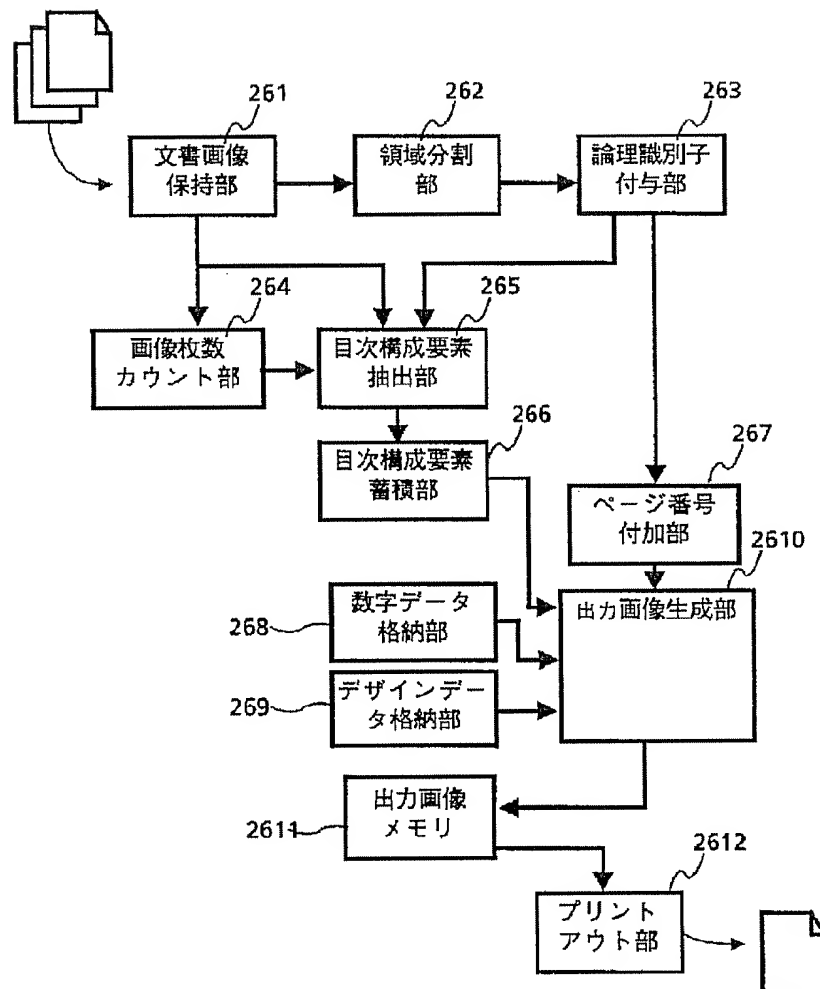 261
文書画像
保持部
262
領域分割
部
263
論理識別子
付与部
264
画像枚数
カウント部
265
目次構成要素
抽出部
266
目次構成要素
蓄積部
267
ページ番号
付加部
268
数字データ
格納部
2610
出力画像生成部
269
デザインデー
タ格納部
2611
出力画像
メモリ
2612
プリント
アウト部